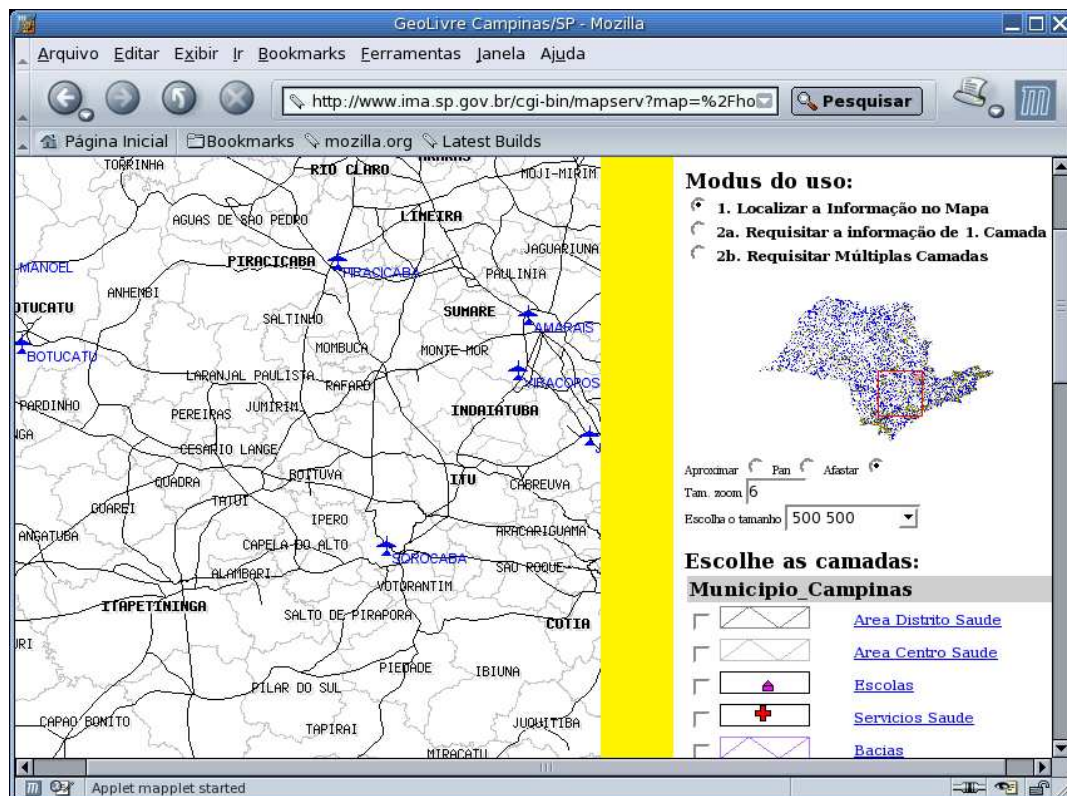 GeoLivre Campinas/SP - Mozilla
Arquivo Editar Exibir Ir Bookmarks Ferramentas Janela Ajuda
http://www.ima.sp.gov.br/cgi-bin/mapserv?map=%2Fho
Pesquisar
Página Inicial Bookmarks mozilla.org Latest Builds
TORRINHA
RIO CLARO
ARARAS
MOJI-MIRIM
AGUAS DE SAO PEDRO
LIMEIRA
JAGUARIUNA
PIRACICABA
PIRACICABA
PAULINIA
MANOEL
ANHEMBI
OTUCATU
SALTINHO
SUMARE
AMARAIS
BOTUCATU
MOMBUCA
MONTE-MOR
LARANJAL PAULISTA
RAFARD
VIRACOPOS
PARDINHO
PEREIRAS
JUMIRIM
INDAIATUBA
NGA
CESARIO LANGE
QUADRA
BOITUVA
ITU
CABREUVA
GUAREI
TATUI
IPERO
ARACARIGUAMA
ANGATUBA
CAPELA DO ALTO
SOROCABA
ALAMBARI
SAO ROQUE
VOTORANTIM
ITAPETININGA
SALTO DE PIRAPORA
COTIA
URI
PIEDADE
IBIUNA
PILAR DO SUL
CAPAO BONITO
TAPIRAI
JUQUITIBA
MIRACATU
Modus do uso:
1. Localizar a Informação no Mapa
2a. Requisitar a informação de 1. Camada
2b. Requisitar Múltiplas Camadas
Aproximar Pan Afastar
Tam. zoom 6
Escolha o tamanho 500 500
Escolhe as camadas:
Municipio_Campinas
Area Distrito Saude
Area Centro Saude
Escolas
Servicios Saude
Bacias
Applet mapplet started